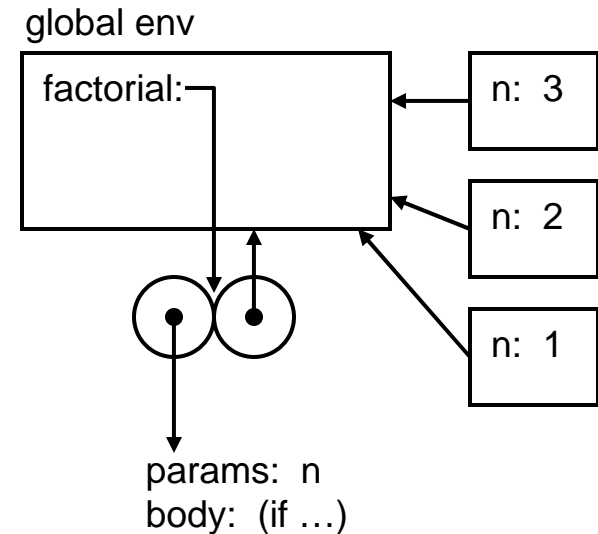 global env
factorial:
n: 3
n: 2
n: 1
params: n
body: (if …)